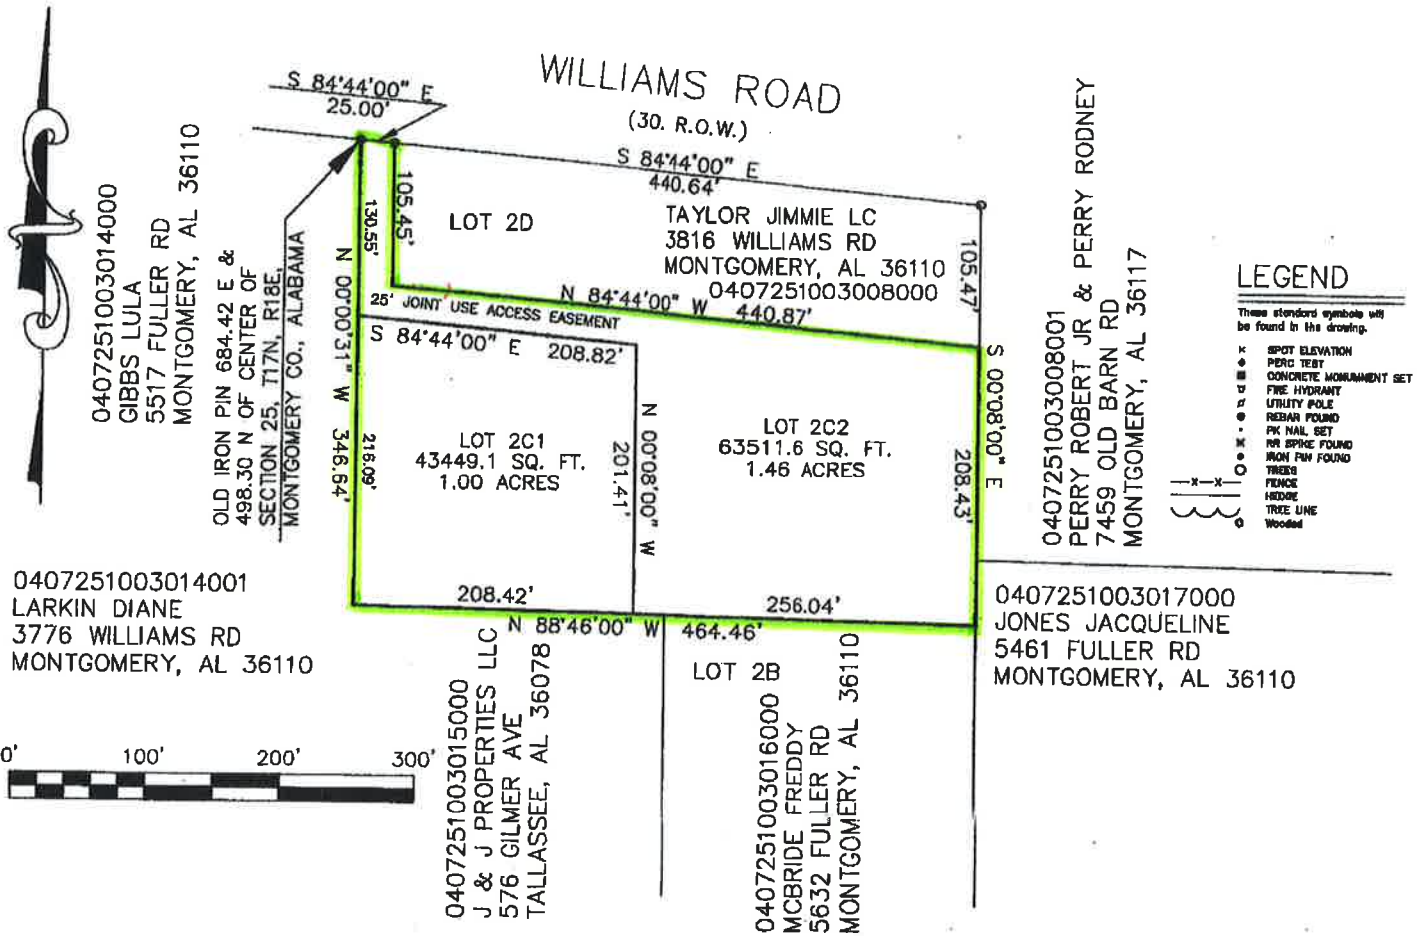 WILLIAMS ROAD
(30. R.O.W.)
S 84°44'00" E
25.00'
S 84°44'00" E
440.64'
0407251003014000
GIBBS LULA
5517 FULLER RD
MONTGOMERY, AL 36110
OLD IRON PIN 684.42 E &
498.30 N OF CENTER OF
SECTION 25, T17N, R18E,
MONTGOMERY CO., ALABAMA
130.55'
105.45'
LOT 2D
TAYLOR JIMMIE LC
3816 WILLIAMS RD
MONTGOMERY, AL 36110
0407251003008000
105.47'
N 84°44'00" W 440.87'
25' JOINT USE ACCESS EASEMENT
S 84°44'00" E 208.82'
N 00°00'31" W 346.64'
216.09'
LOT 2C1
43449.1 SQ. FT.
1.00 ACRES
N 00°08'00" W
201.41'
LOT 2C2
63511.6 SQ. FT.
1.46 ACRES
S 00°08'00" E
208.43'
0407251003008001
PERRY ROBERT JR & PERRY RODNEY
7459 OLD BARN RD
MONTGOMERY, AL 36117
LEGEND
These standard symbols will
be found in the drawing.
SPOT ELEVATION
PERC TEST
CONCRETE MONUMNENT SET
FIRE HYDRANT
UTILITY POLE
REBAR FOUND
PK NAIL SET
RR SPIKE FOUND
IRON PIN FOUND
TREES
FENCE
HEDGE
TREE LINE
Wooded
208.42'
256.04'
N 88°46'00" W 464.46'
0407251003014001
LARKIN DIANE
3776 WILLIAMS RD
MONTGOMERY, AL 36110
0407251003017000
JONES JACQUELINE
5461 FULLER RD
MONTGOMERY, AL 36110
LOT 2B
0407251003015000
J & J PROPERTIES LLC
576 GILMER AVE
TALLASSEE, AL 36078
0407251003016000
MCBRIDE FREDDY
5632 FULLER RD
MONTGOMERY, AL 36110
0' 100' 200' 300'